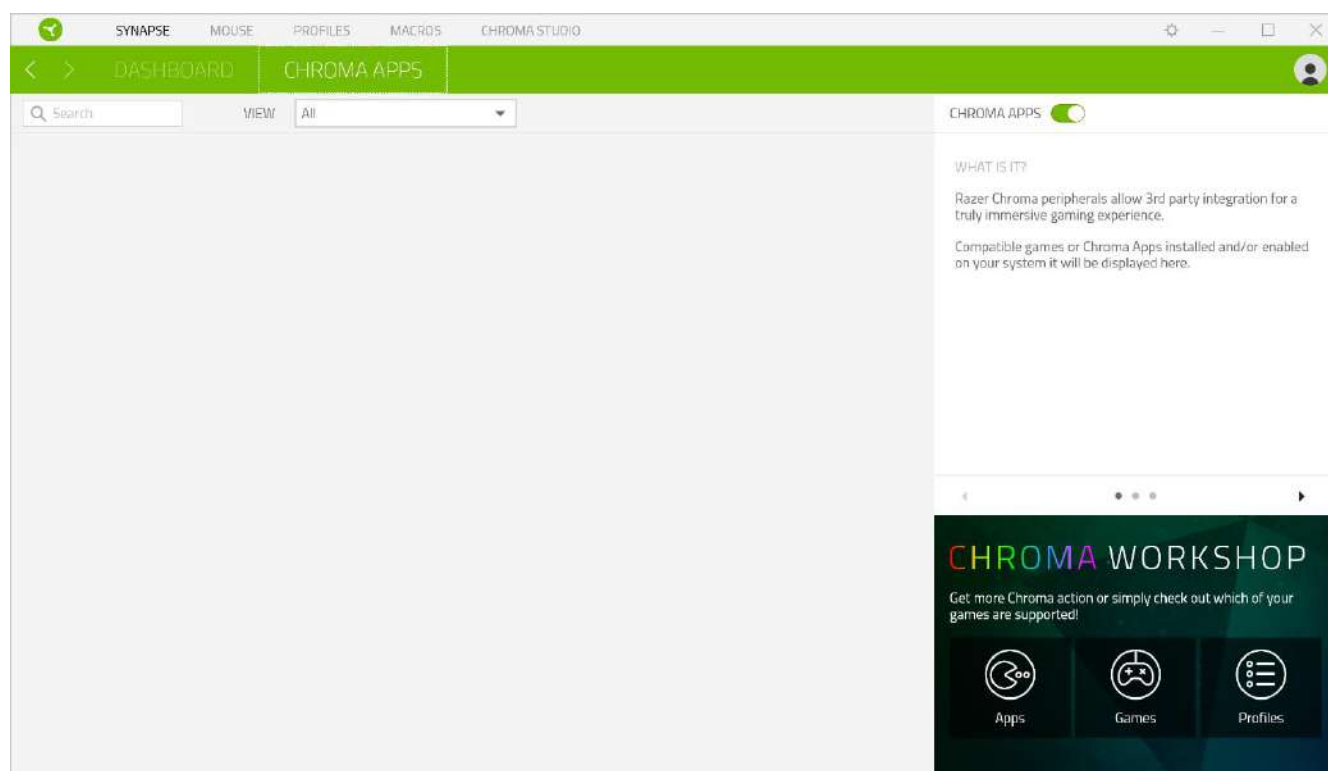 SYNAPSE MOUSE PROFILES MACROS CHROMA STUDIO
DASHBOARD CHROMA APPS
Search VIEW All
CHROMA APPS
WHAT IS IT?
Razer Chroma peripherals allow 3rd party integration for a
truly immersive gaming experience.
Compatible games or Chroma Apps installed and/or enabled
on your system it will be displayed here.
CHROMA WORKSHOP
Get more Chroma action or simply check out which of your
games are supported!
Apps Games Profiles